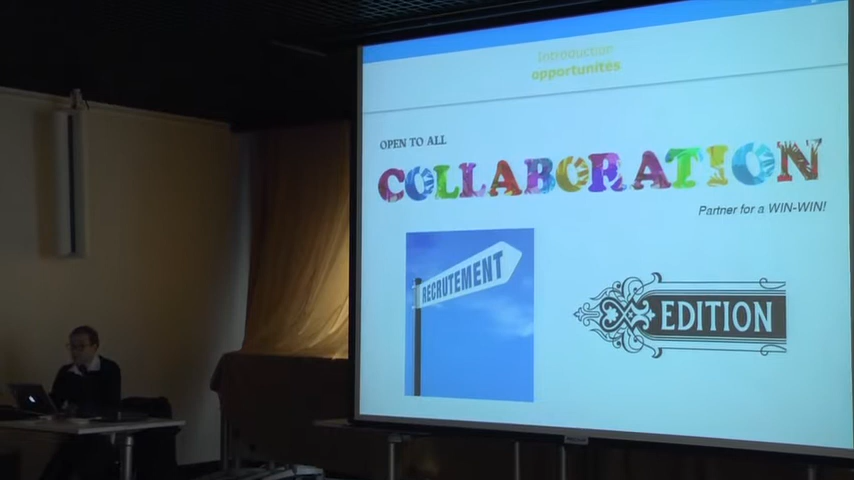 Introduction
opportunités
OPEN TO ALL
COLLABORATION
Partner for a WIN-WIN!
RECRUTEMENT
EDITION